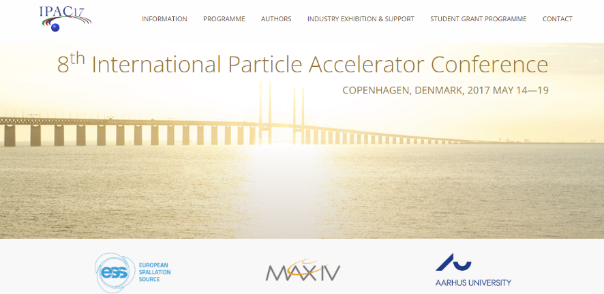 IPAC17
INFORMATION PROGRAMME AUTHORS INDUSTRY EXHIBITION & SUPPORT STUDENT GRANT PROGRAMME CONTACT
8th International Particle Accelerator Conference
COPENHAGEN, DENMARK, 2017 MAY 14—19
ess
EUROPEAN
SPALLATION
SOURCE
MAX IV
AARHUS UNIVERSITY